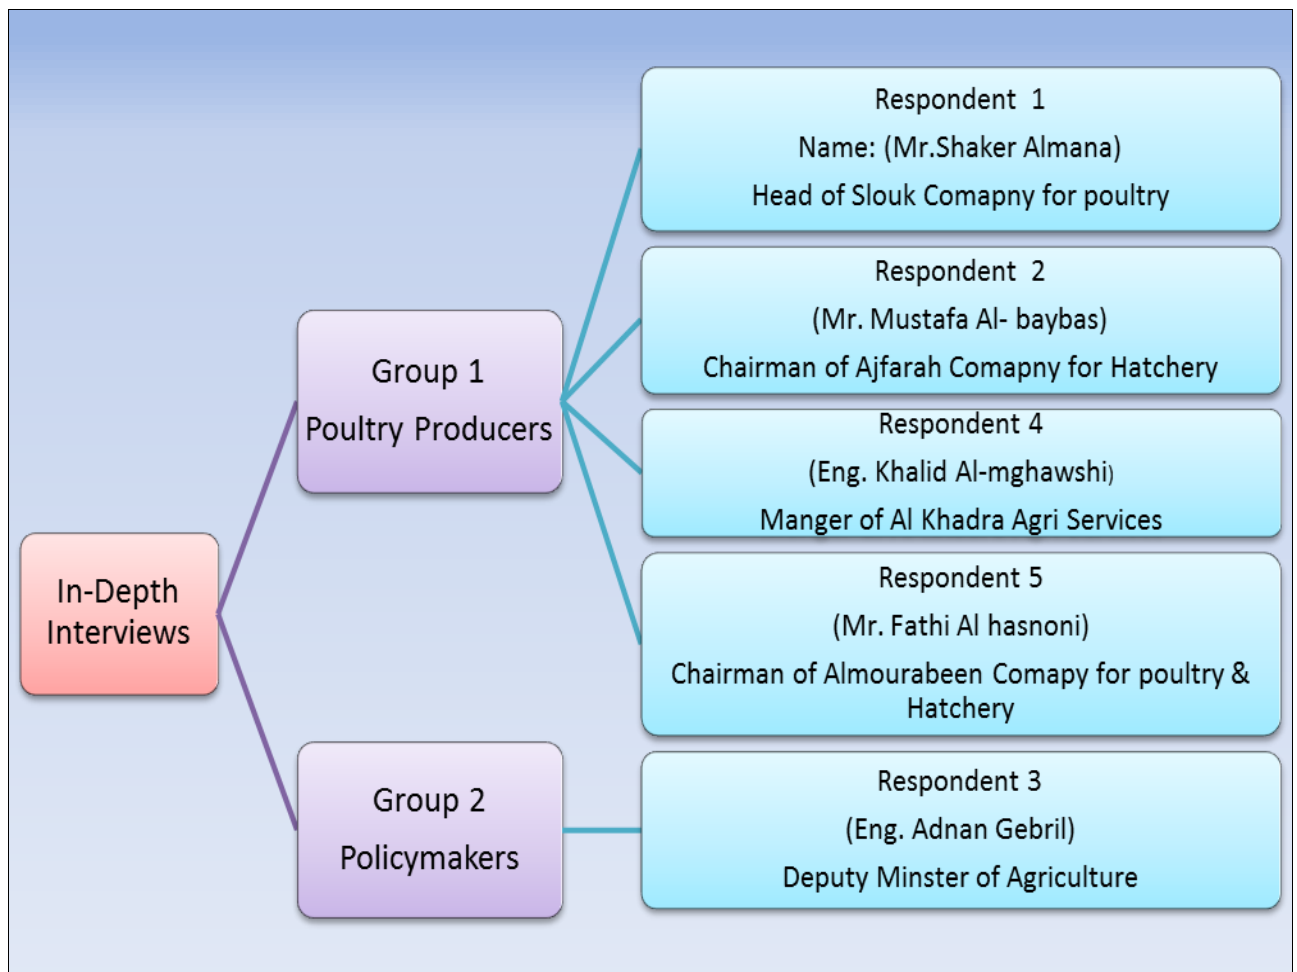 In-Depth
Interviews
Group 1
Poultry Producers
Respondent 1
Name: (Mr.Shaker Almana)
Head of Slouk Comapny for poultry
Respondent 2
(Mr. Mustafa Al- baybas)
Chairman of Ajfarah Comapny for Hatchery
Respondent 4
(Eng. Khalid Al-mghawshi)
Manger of Al Khadra Agri Services
Respondent 5
(Mr. Fathi Al hasnoni)
Chairman of Almourabeen Comapy for poultry &
Hatchery
Group 2
Policymakers
Respondent 3
(Eng. Adnan Gebril)
Deputy Minster of Agriculture